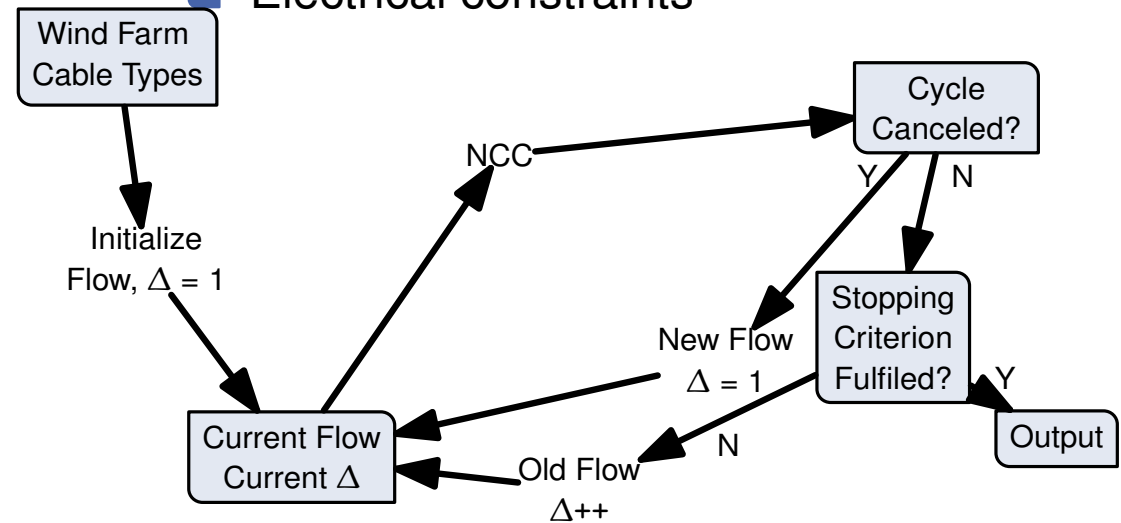 Electrical constraints
Wind Farm
Cable Types
Cycle
Canceled?
NCC
Y
N
Initialize
Flow, Δ = 1
Stopping
Criterion
Fulfiled?
New Flow
Δ = 1
Y
Current Flow
Current Δ
N
Output
Old Flow
Δ++